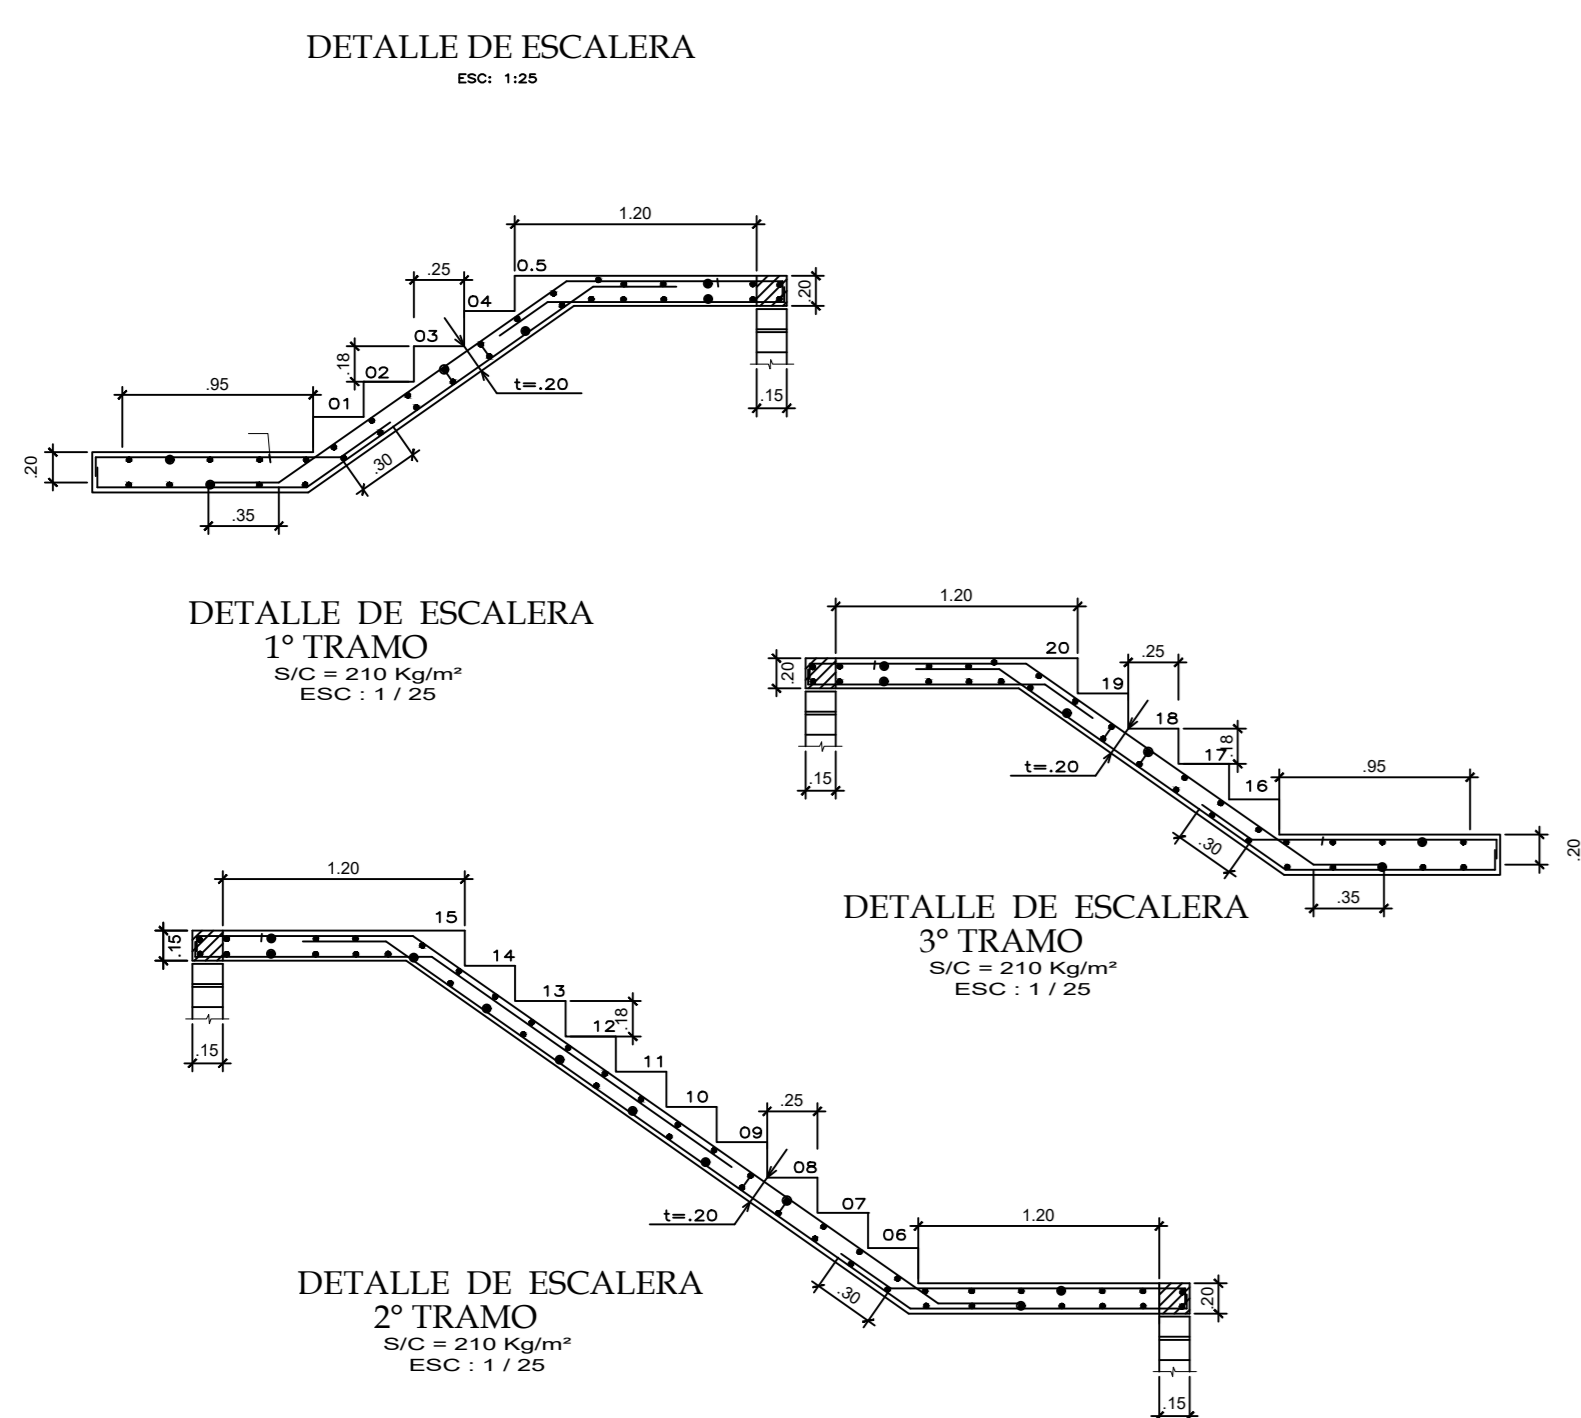 DETALLE DE ESCALERA
ESC: 1:25
1.20
0.5
.25
04
.20
03
.18
02
t=.20
.95
01
.15
.20
.30
.35
DETALLE DE ESCALERA
1° TRAMO
S/C = 210 Kg/m²
ESC : 1 / 25
1.20
20
.25
.20
19
18
.18
17
t=.20
.95
.15
16
.30
.20
.35
DETALLE DE ESCALERA
3° TRAMO
S/C = 210 Kg/m²
ESC : 1 / 25
1.20
15
.15
14
13
.18
12
.15
11
10
.25
09
08
07
t=.20
1.20
06
.30
.20
.15
DETALLE DE ESCALERA
2° TRAMO
S/C = 210 Kg/m²
ESC : 1 / 25